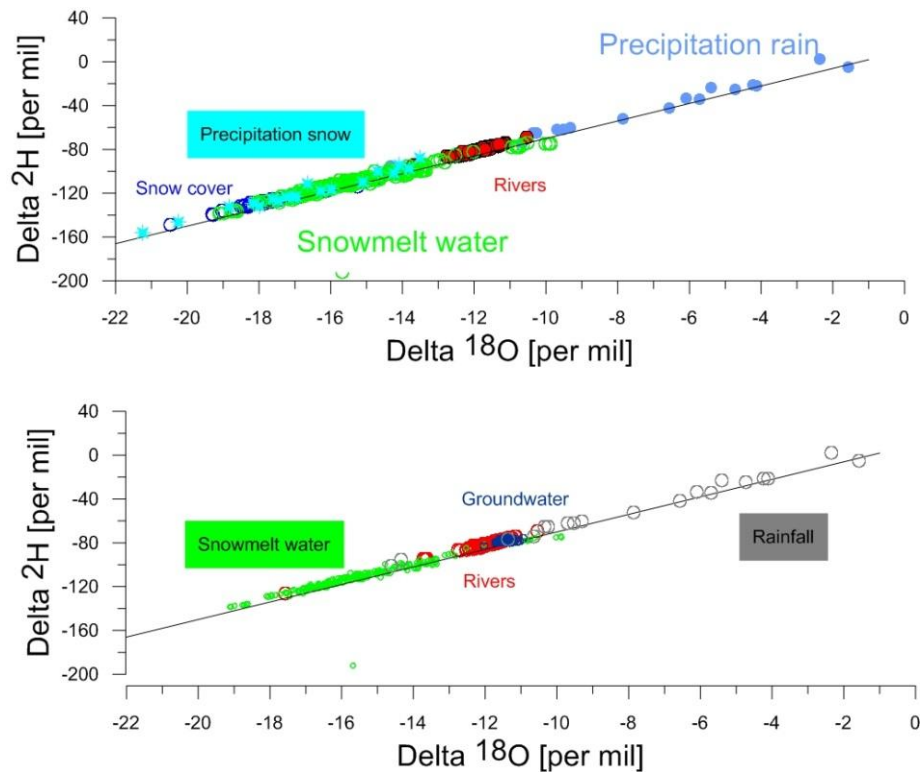 40
0
-40
-80
-120
-160
-200
Delta 2H [per mil]
Precipitation rain
Precipitation snow
Snow cover
Rivers
Snowmelt water
-22 -20 -18 -16 -14 -12 -10 -8 -6 -4 -2 0
Delta 18O [per mil]
40
0
-40
-80
-120
-160
-200
Delta 2H [per mil]
Groundwater
Snowmelt water
Rainfall
Rivers
-22 -20 -18 -16 -14 -12 -10 -8 -6 -4 -2 0
Delta 18O [per mil]